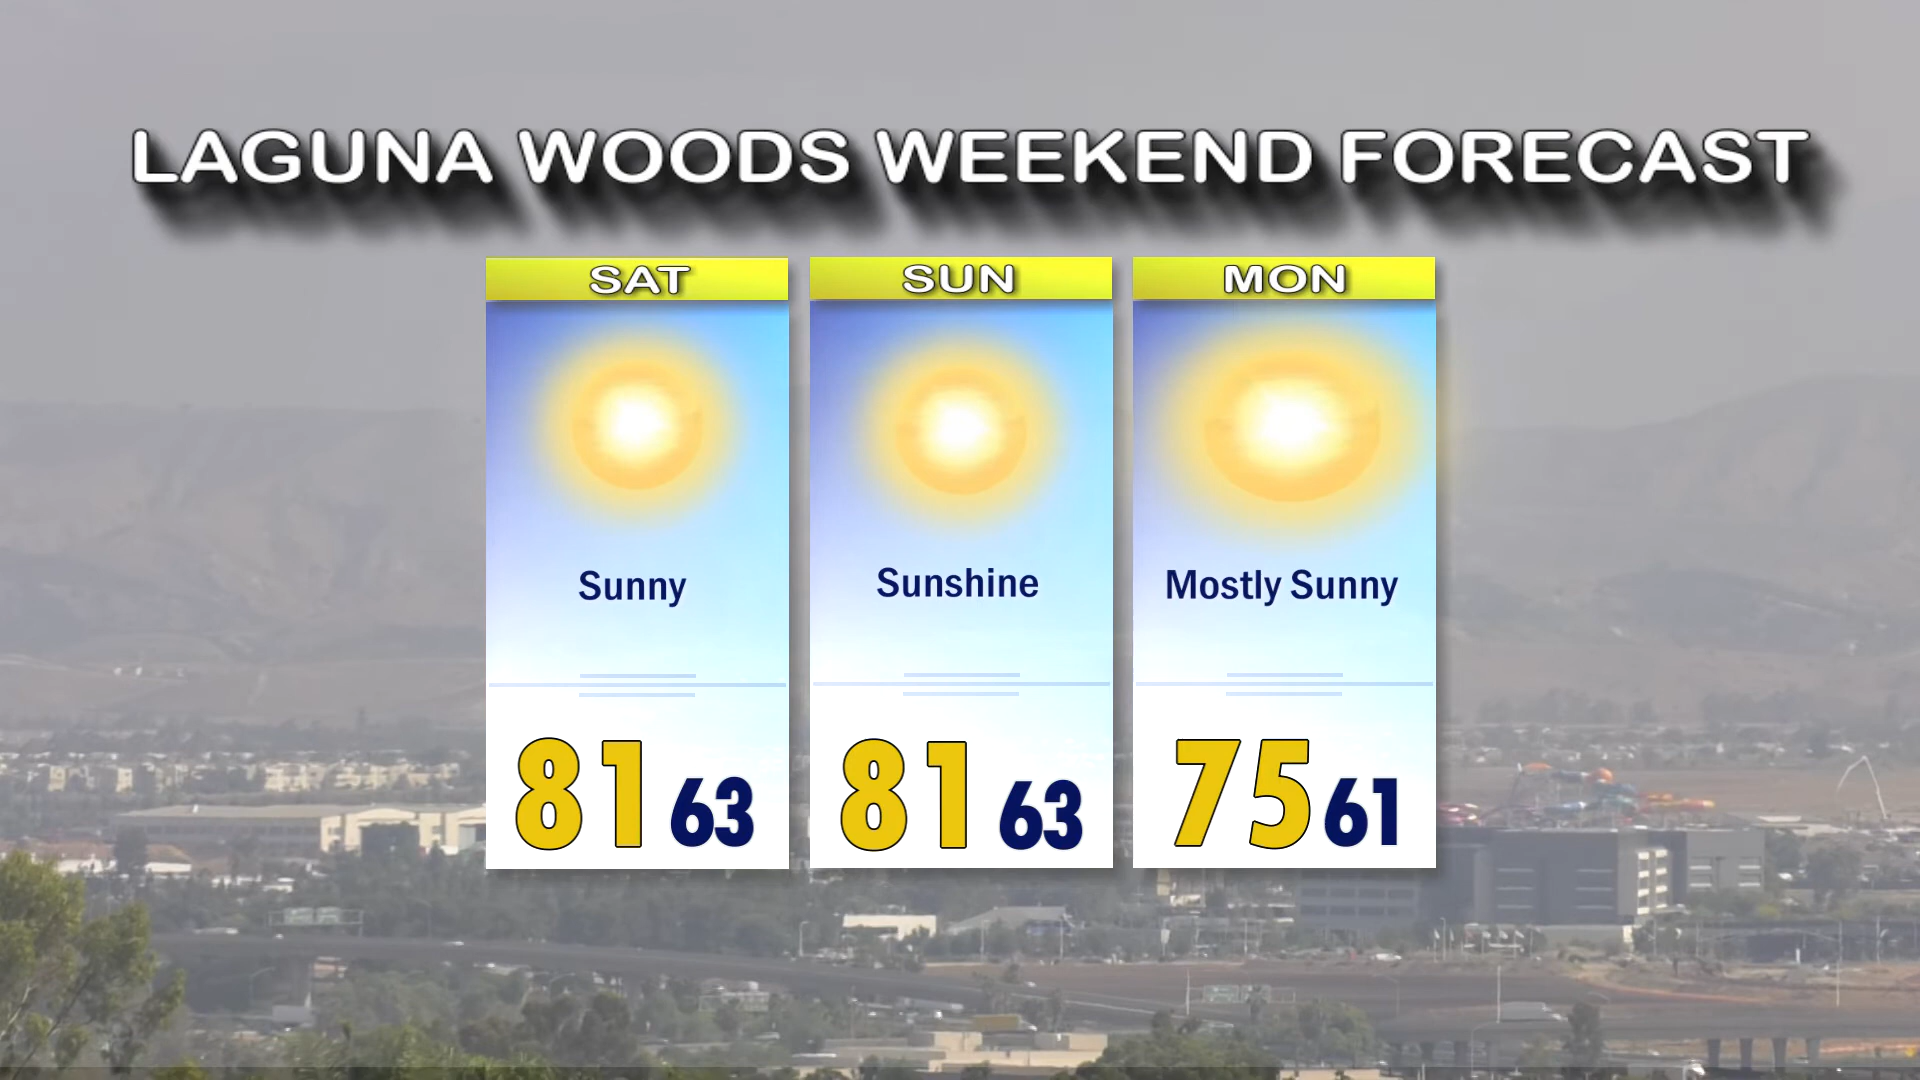 LAGUNA WOODS WEEKEND FORECAST
SAT
Sunny
81 63
SUN
Sunshine
81 63
MON
Mostly Sunny
75 61